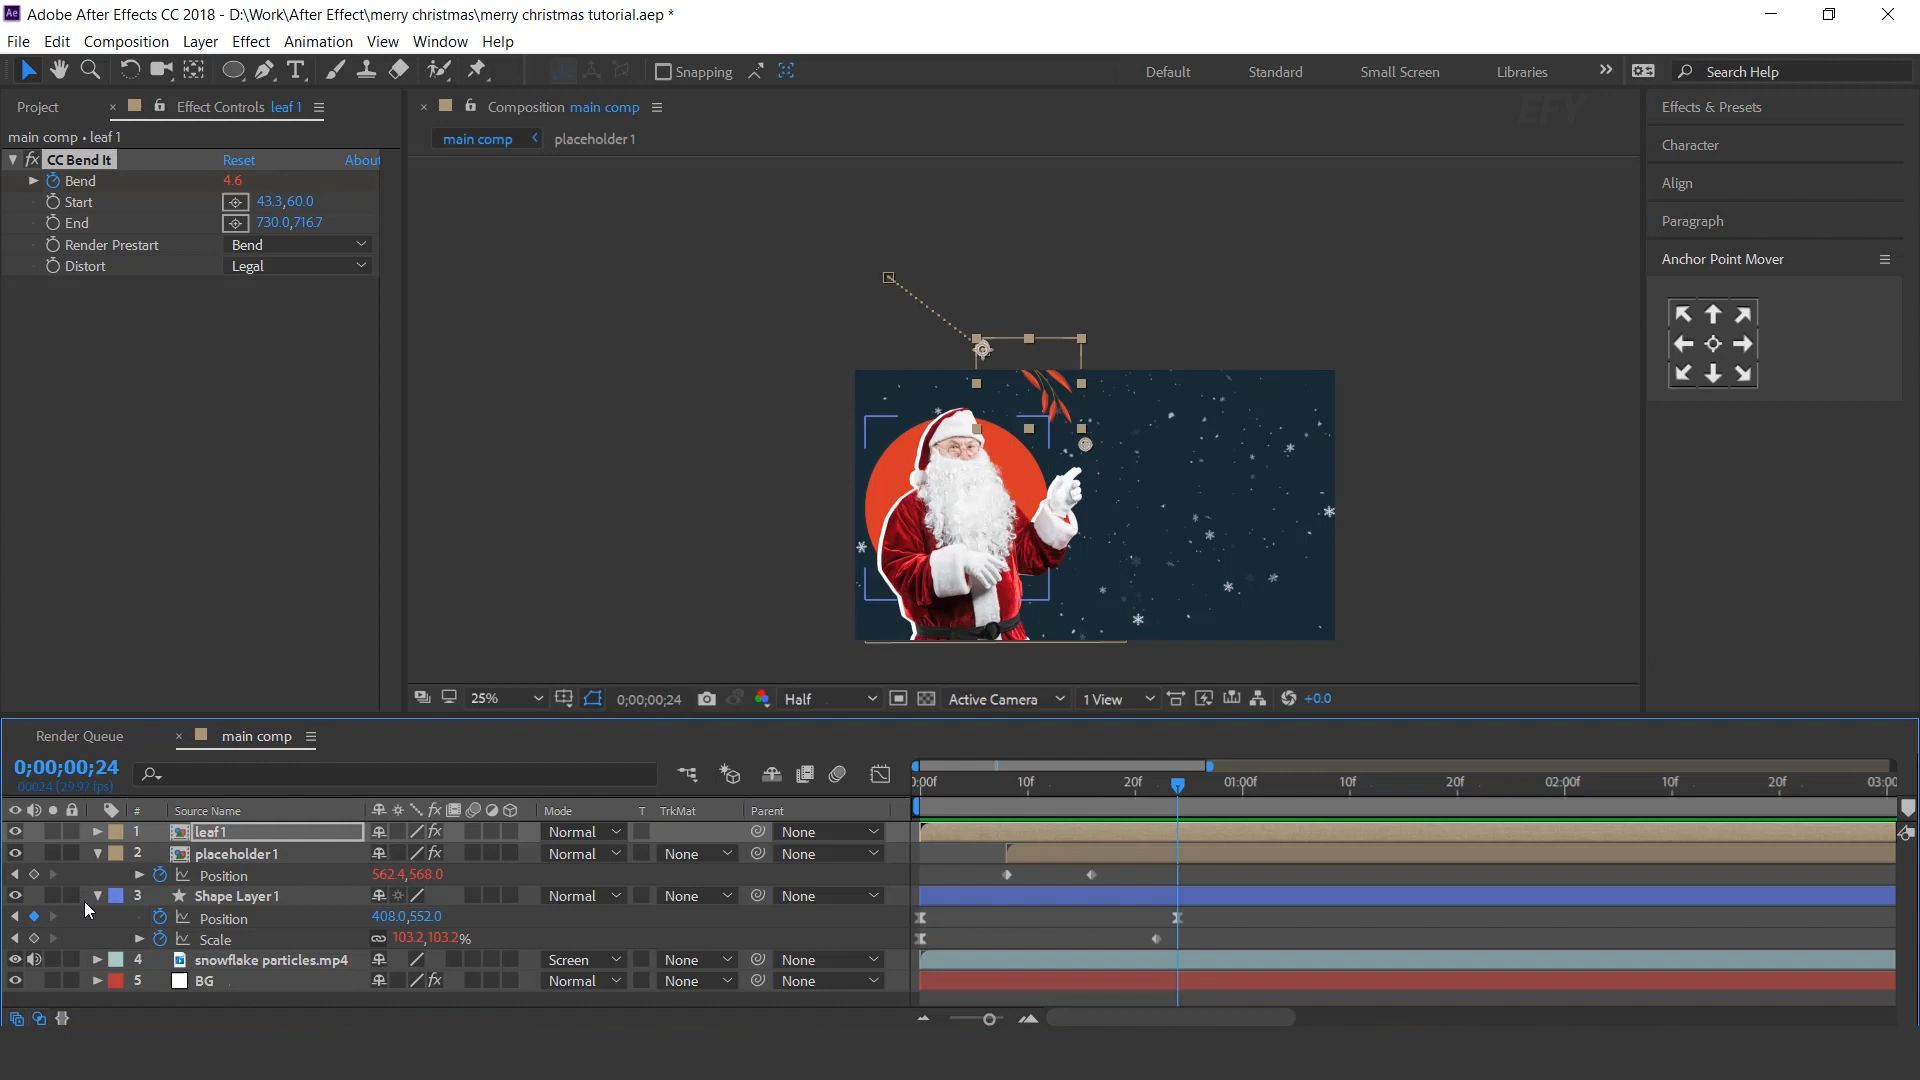 Adobe After Effects CC 2018 - D:\Work\After Effect\merry christmas\merry christmas tutorial.aep *
File Edit Composition Layer Effect Animation View Window Help
Snapping Default Standard Small Screen Libraries Search Help
Project Effect Controls leaf 1 Composition main comp EFY Effects & Presets
main comp • leaf 1 main comp placeholder 1
CC Bend It Reset About
Character
Bend 4.6
Align
Start 43.3,60.0
End 730.0,716.7
Paragraph
Render Prestart Bend
Anchor Point Mover
Distort Legal
25% 0;00;00;24 Half Active Camera 1 View +0.0
Render Queue main comp
0;00;00;24
00024 (29.97 fps)
0:00f 10f 20f 01:00f 10f 20f 02:00f 10f 20f 03:00
# Source Name Mode T TrkMat Parent
1 leaf 1 Normal None
2 placeholder 1 Normal None None
Position 562.4,568.0
3 Shape Layer 1 Normal None None
Position 408.0,552.0
Scale 103.2,103.2%
4 snowflake particles.mp4 Screen None None
5 BG Normal None None